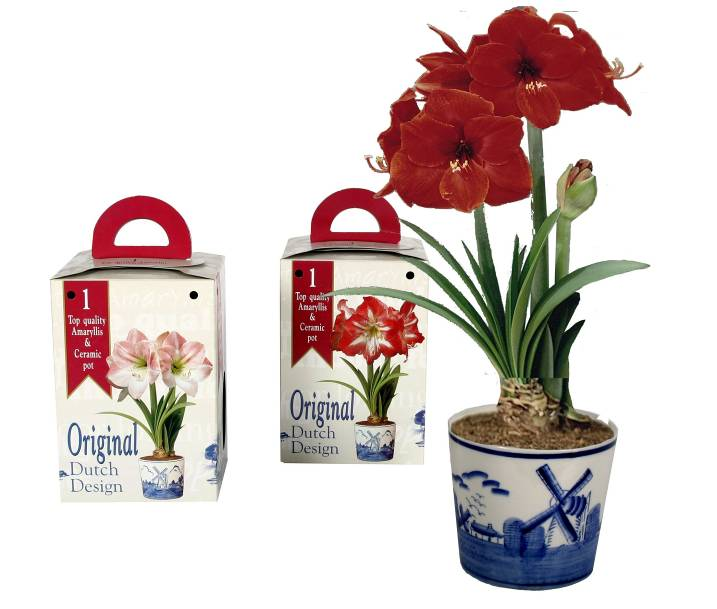 1
Top quality
Amaryllis
&
Ceramic
pot
Original
Dutch
Design
1
Top quality
Amaryllis
&
Ceramic
pot
Original
Dutch
Design